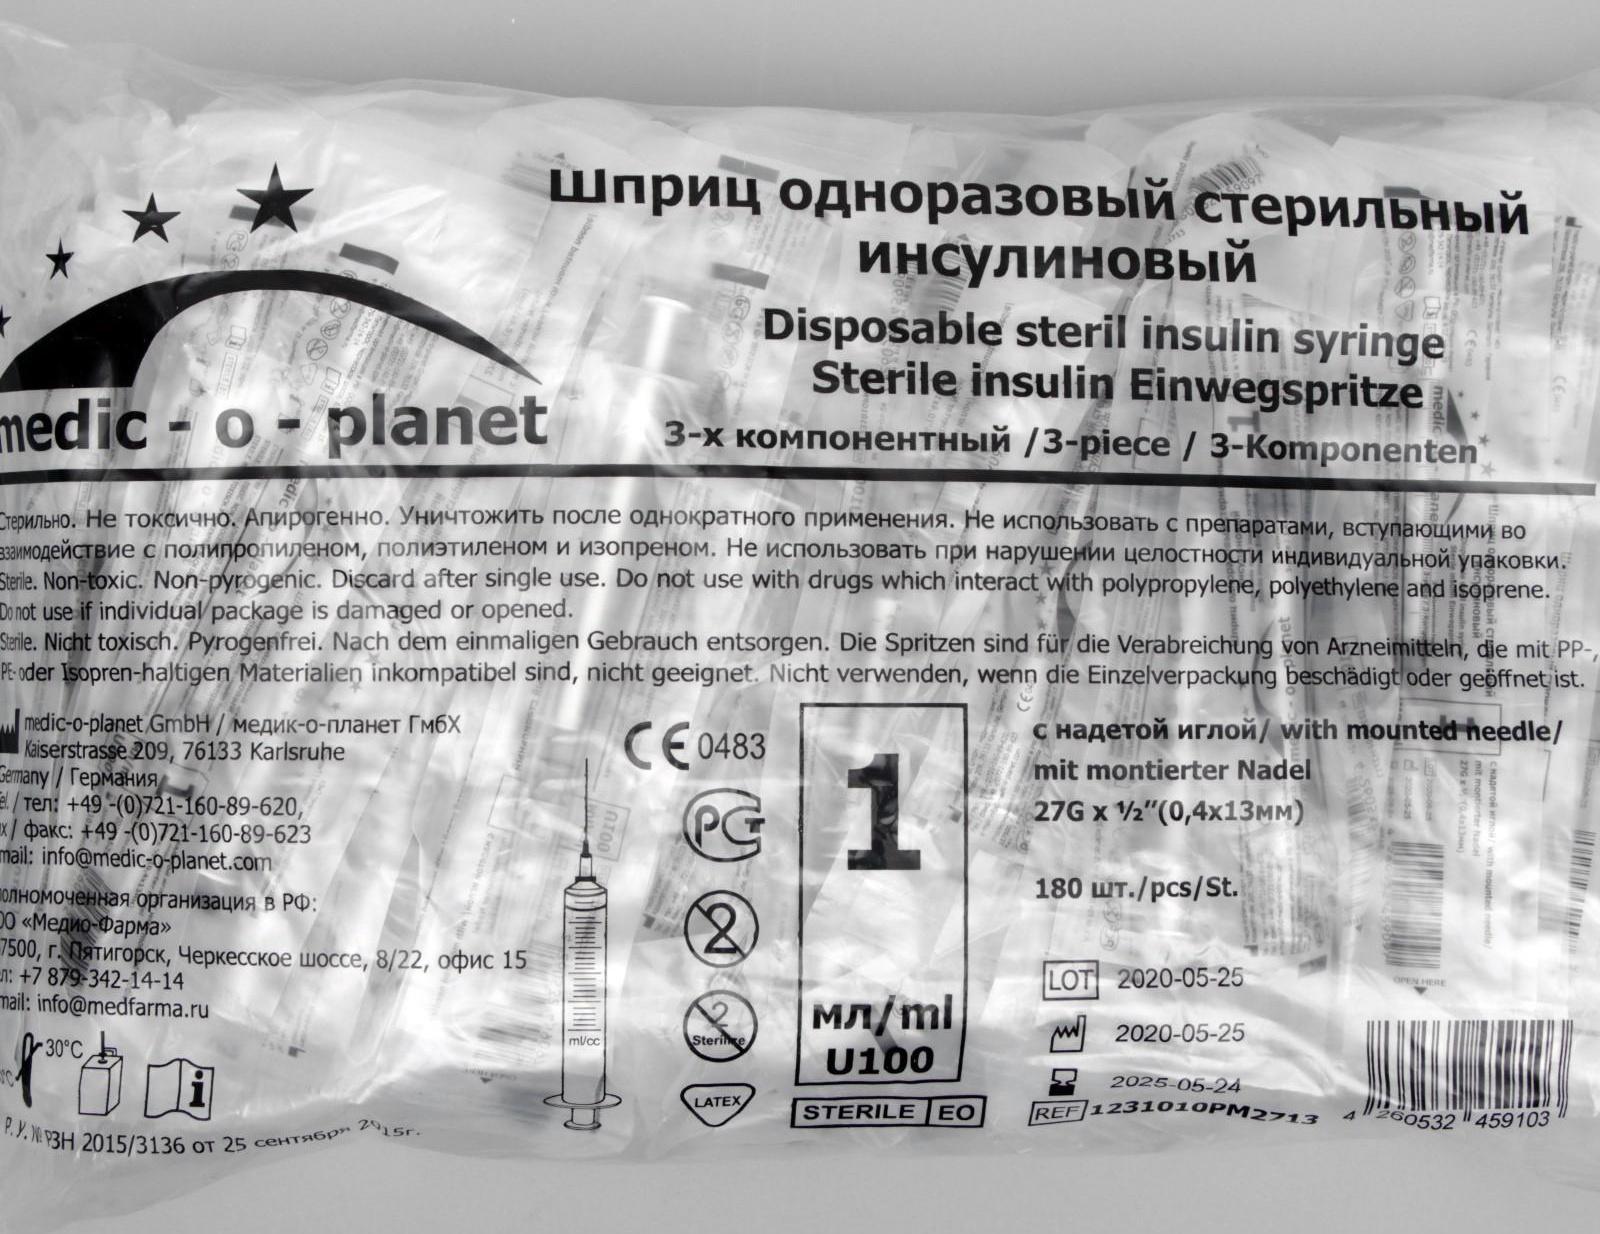 Шприц одноразовый стерильный
инсулиновый
Disposable steril insulin syringe
Sterile insulin Einwegspritze
3-х компонентный /3-piece / 3-Компоnenten
medic - o - planet
Стерильно. Не токсично. Апирогенно. Уничтожить после однократного применения. Не использовать с препаратами, вступающими во
взаимодействие с полипропиленом, полиэтиленом и изопреном. Не использовать при нарушении целостности индивидуальной упаковки.
Sterile. Non-toxic. Non-pyrogenic. Discard after single use. Do not use with drugs which interact with polypropylene, polyethylene and isoprene.
Do not use if individual package is damaged or opened.
Sterile. Nicht toxisch. Pyrogenfrei. Nach dem einmaligen Gebrauch entsorgen. Die Spritzen sind für die Verabreichung von Arzneimitteln, die mit PP-,
PE- oder Isopren-haltigen Materialien inkompatibel sind, nicht geeignet. Nicht verwenden, wenn die Einzelverpackung beschädigt oder geöffnet ist.
medic-o-planet GmbH / медик-о-планет ГмбХ
Kaiserstrasse 209, 76133 Karlsruhe
Germany / Германия
/ тел: +49 -(0)721-160-89-620,
/ факс: +49 -(0)721-160-89-623
mail: info@medic-o-planet.com
организация в РФ:
«Медио-Фарма»
7500, г. Пятигорск, Черкесское шоссе, 8/22, офис 15
+7 879-342-14-14
mail: info@medfarma.ru
30°C
Р. У. № РЗН 2015/3136 от 25 сентября 2015г.
ml/cc
CE 0483
РСТ
2
2
Sterilize
LATEX
1
мл/ml
U100
STERILE EO
с надетой иглой/ with mounted needle/
mit montierter Nadel
27G x ½"(0,4x13мм)
180 шт./pcs/St.
LOT 2020-05-25
2020-05-25
2025-05-24
REF 1231010PM2713
4 260532 459103
OPEN HERE